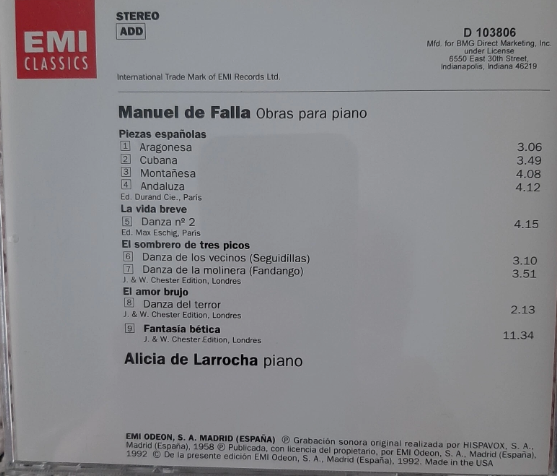 EMI
CLASSICS
STEREO
ADD
International Trade Mark of EMI Records Ltd.
D 103806
Mfd. for BMG Direct Marketing, Inc.
under License
6550 East 30th Street,
Indianapolis, Indiana 46219
Manuel de Falla Obras para piano
Piezas españolas
1 Aragonesa 3.06
2 Cubana 3.49
3 Montañesa 4.08
4 Andaluza 4.12
Ed. Durand Cie., Paris
La vida breve
5 Danza nº 2 4.15
Ed. Max Eschig, Paris
El sombrero de tres picos
6 Danza de los vecinos (Seguidillas) 3.10
7 Danza de la molinera (Fandango) 3.51
J. & W. Chester Edition, Londres
El amor brujo
8 Danza del terror 2.13
J. & W. Chester Edition, Londres
9 Fantasía bética 11.34
J. & W. Chester Edition, Londres
Alicia de Larrocha piano
EMI ODEON, S. A. MADRID (ESPAÑA) ℗ Grabación sonora original realizada por HISPAVOX, S. A.,
Madrid (España), 1958 ℗ Publicada, con licencia del propietario, por EMI Odeon, S. A., Madrid (España),
1992 © De la presente edición EMI Odeon, S. A., Madrid (España), 1992. Made in the USA